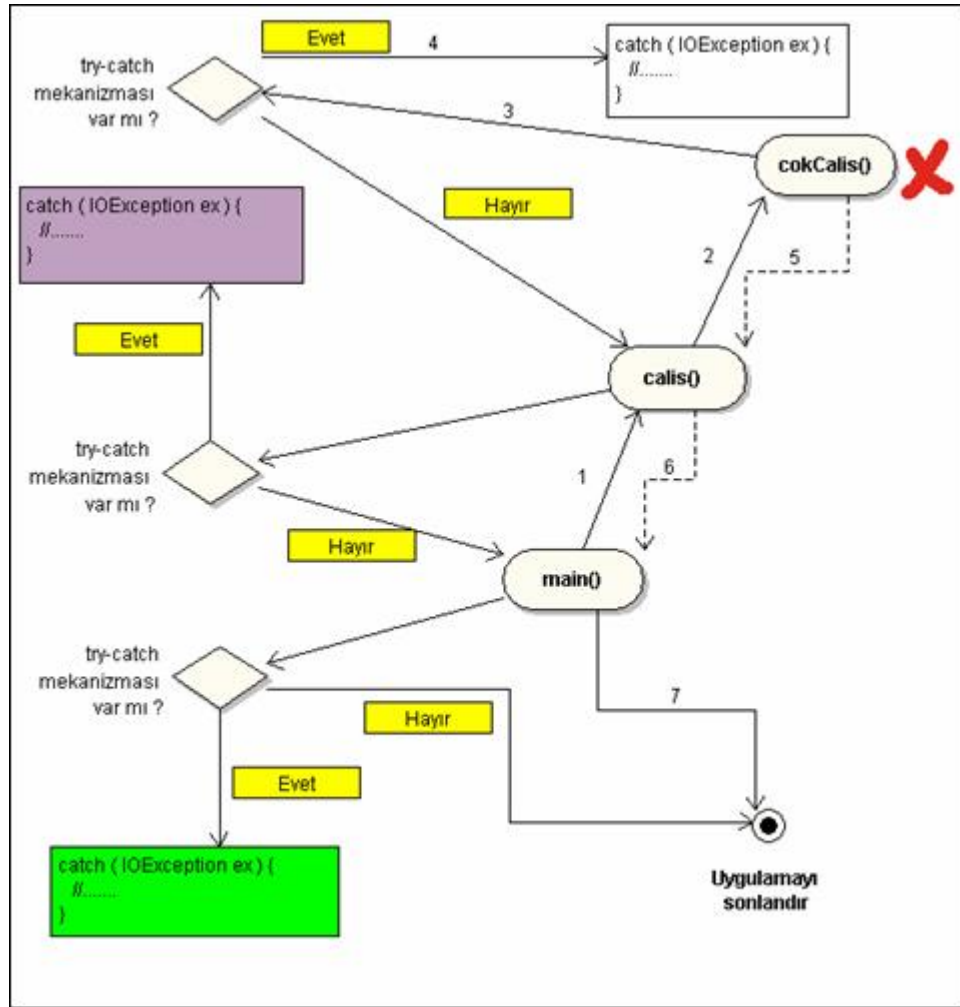 Evet
4
catch ( IOException ex ) {
//.......
}
try-catch
mekanizması
var mı ?
3
cokCalis()
Hayır
catch ( IOException ex ) {
//.......
}
2
5
Evet
calis()
try-catch
mekanizması
var mı ?
1
6
Hayır
main()
try-catch
mekanizması
var mı ?
7
Hayır
Evet
catch ( IOException ex ) {
//.......
}
Uygulamayı
sonlandır